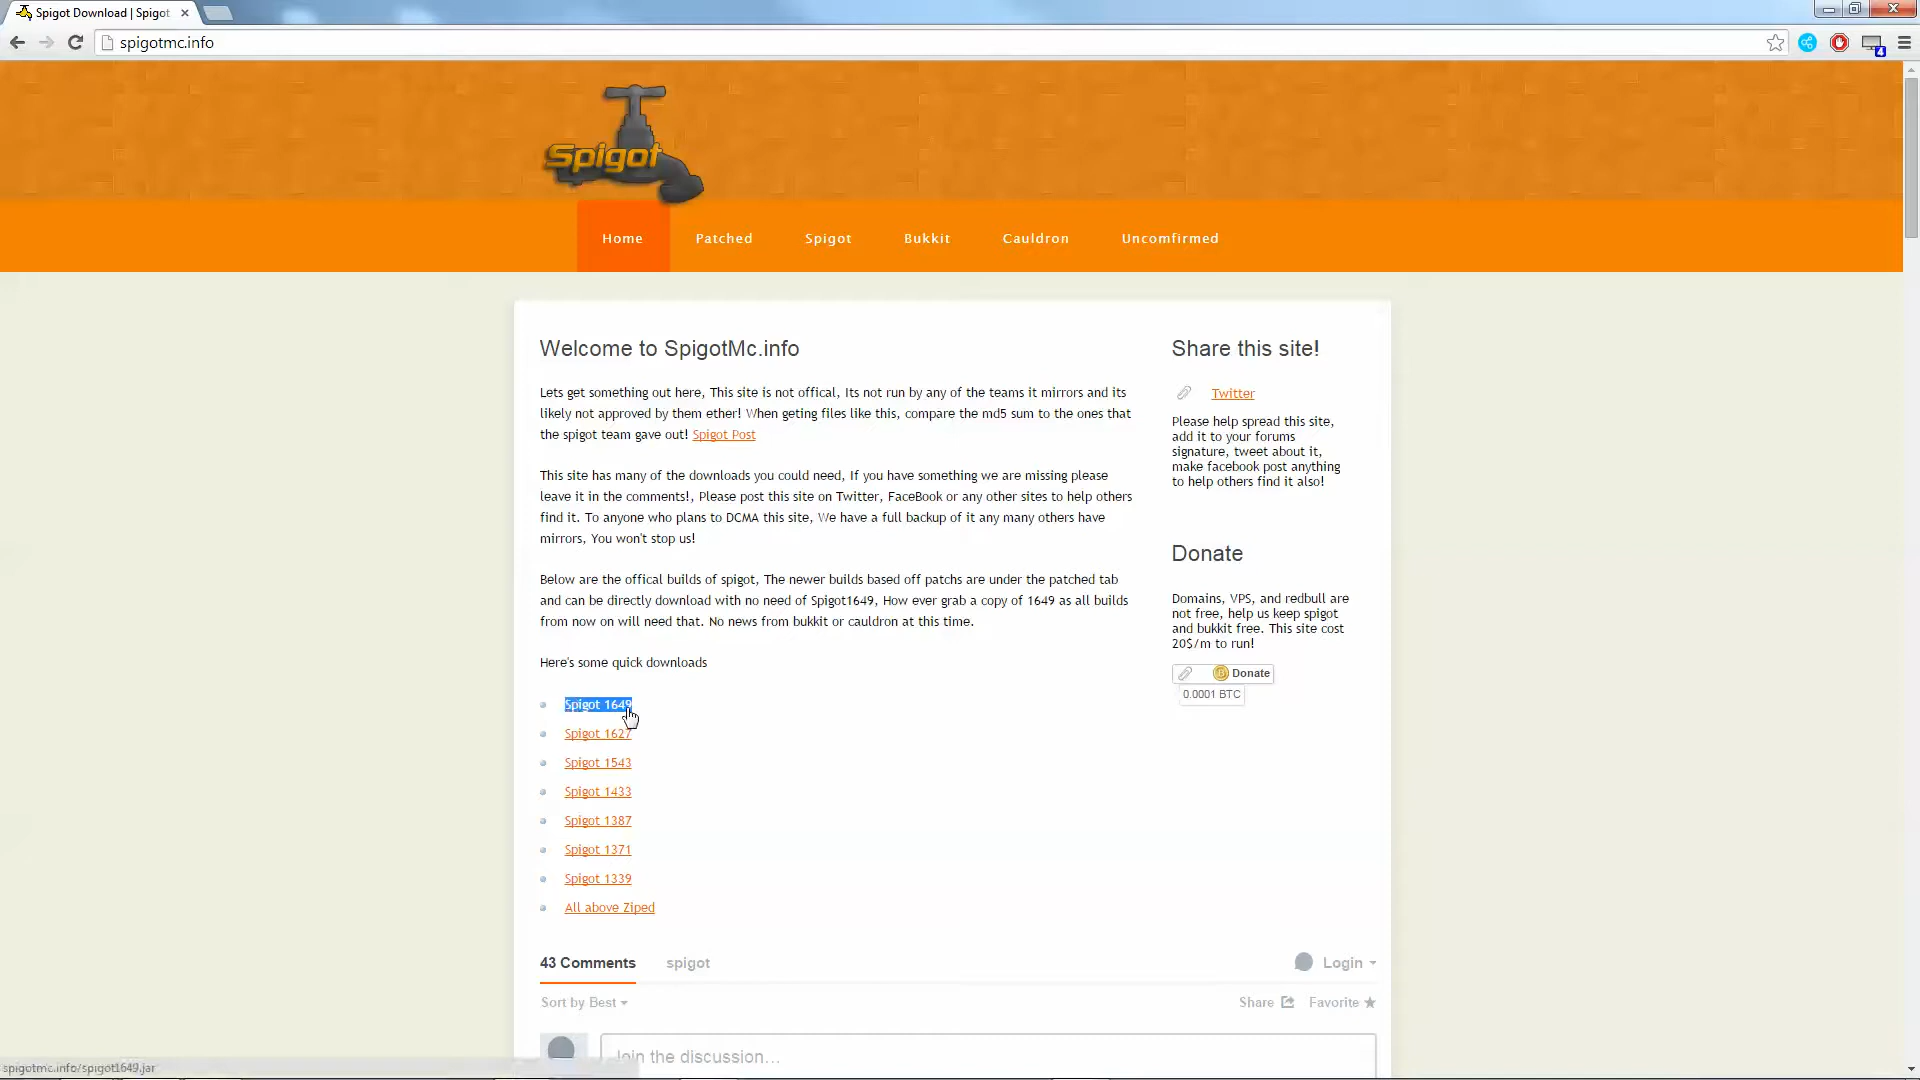 Spigot Download | Spigot
spigotmc.info
4
Spigot
Home
Patched
Spigot
Bukkit
Cauldron
Uncomfirmed
Welcome to SpigotMc.info
Lets get something out here, This site is not offical, Its not run by any of the teams it mirrors and its
likely not approved by them ether! When geting files like this, compare the md5 sum to the ones that
the spigot team gave out! Spigot Post
This site has many of the downloads you could need, If you have something we are missing please
leave it in the comments!, Please post this site on Twitter, FaceBook or any other sites to help others
find it. To anyone who plans to DCMA this site, We have a full backup of it any many others have
mirrors, You won't stop us!
Below are the offical builds of spigot, The newer builds based off patchs are under the patched tab
and can be directly download with no need of Spigot1649, How ever grab a copy of 1649 as all builds
from now on will need that. No news from bukkit or cauldron at this time.
Here's some quick downloads
Spigot 1649
Spigot 1627
Spigot 1543
Spigot 1433
Spigot 1387
Spigot 1371
Spigot 1339
All above Ziped
Share this site!
Twitter
Please help spread this site,
add it to your forums
signature, tweet about it,
make facebook post anything
to help others find it also!
Donate
Domains, VPS, and redbull are
not free, help us keep spigot
and bukkit free. This site cost
20$/m to run!
Donate
0.0001 BTC
43 Comments
spigot
Login
Sort by Best
Share
Favorite
Join the discussion...
spigotmc.info/spigot1649.jar